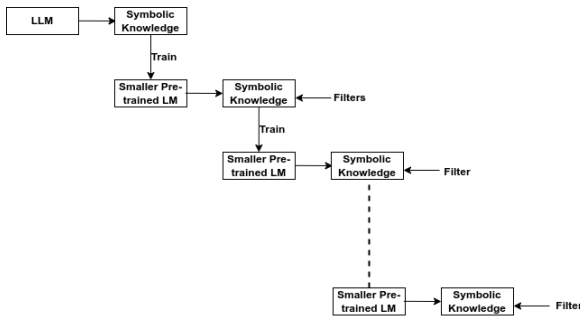 LLM
Symbolic
Knowledge
Train
Smaller Pre-
trained LM
Symbolic
Knowledge
Filters
Train
Smaller Pre-
trained LM
Symbolic
Knowledge
Filter
Smaller Pre-
trained LM
Symbolic
Knowledge
Filter